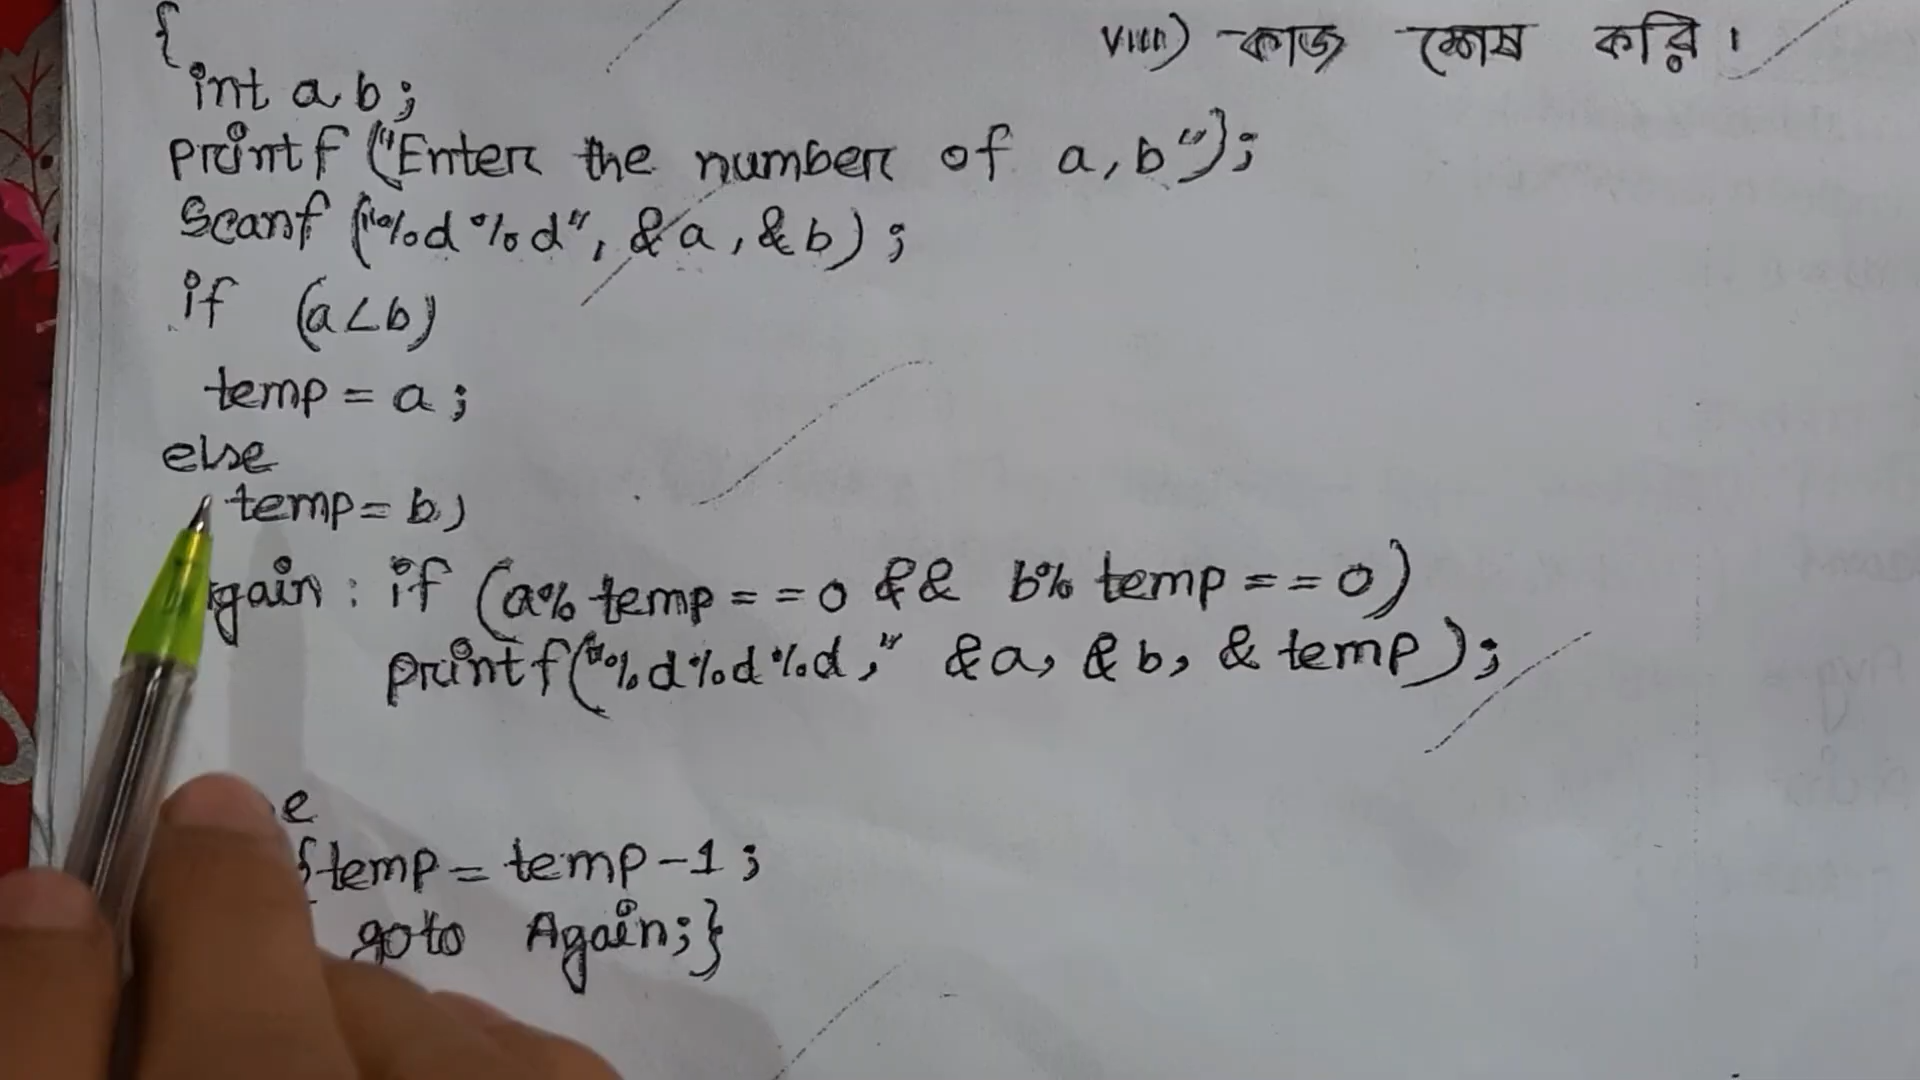 {
viii) কাজ শেষ করি।
int a, b;
printf ("Enter the number of a, b");
Scanf ("%d%d", &a, &b);
if (a<b)
temp = a;
else
temp = b;
Again: if (a% temp == 0 && b% temp == 0)
printf("%d%d%d," &a, &b, & temp);
{temp = temp-1;
goto Again;}